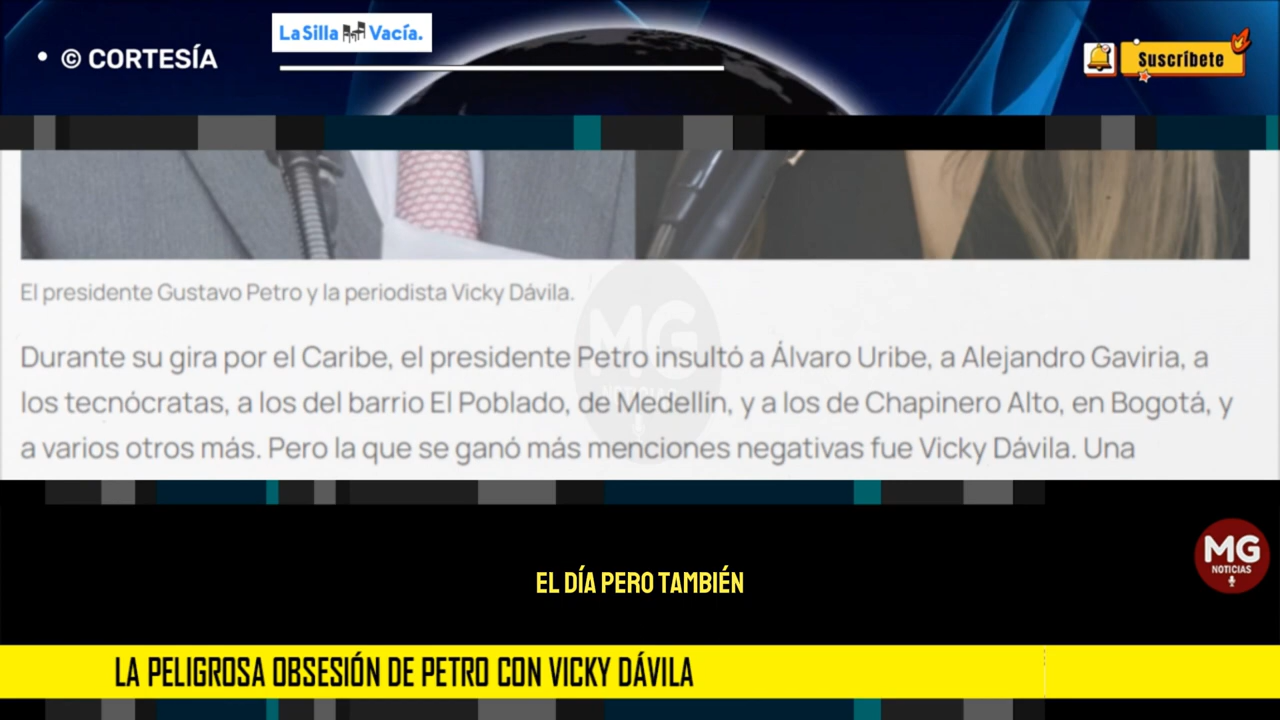 • © CORTESÍA
La Silla Vacía.
Suscríbete
El presidente Gustavo Petro y la periodista Vicky Dávila.
Durante su gira por el Caribe, el presidente Petro insultó a Álvaro Uribe, a Alejandro Gaviria, a
los tecnócratas, a los del barrio El Poblado, de Medellín, y a los de Chapinero Alto, en Bogotá, y
a varios otros más. Pero la que se ganó más menciones negativas fue Vicky Dávila. Una
MG
NOTICIAS
EL DÍA PERO TAMBIÉN
MG
NOTICIAS
LA PELIGROSA OBSESIÓN DE PETRO CON VICKY DÁVILA